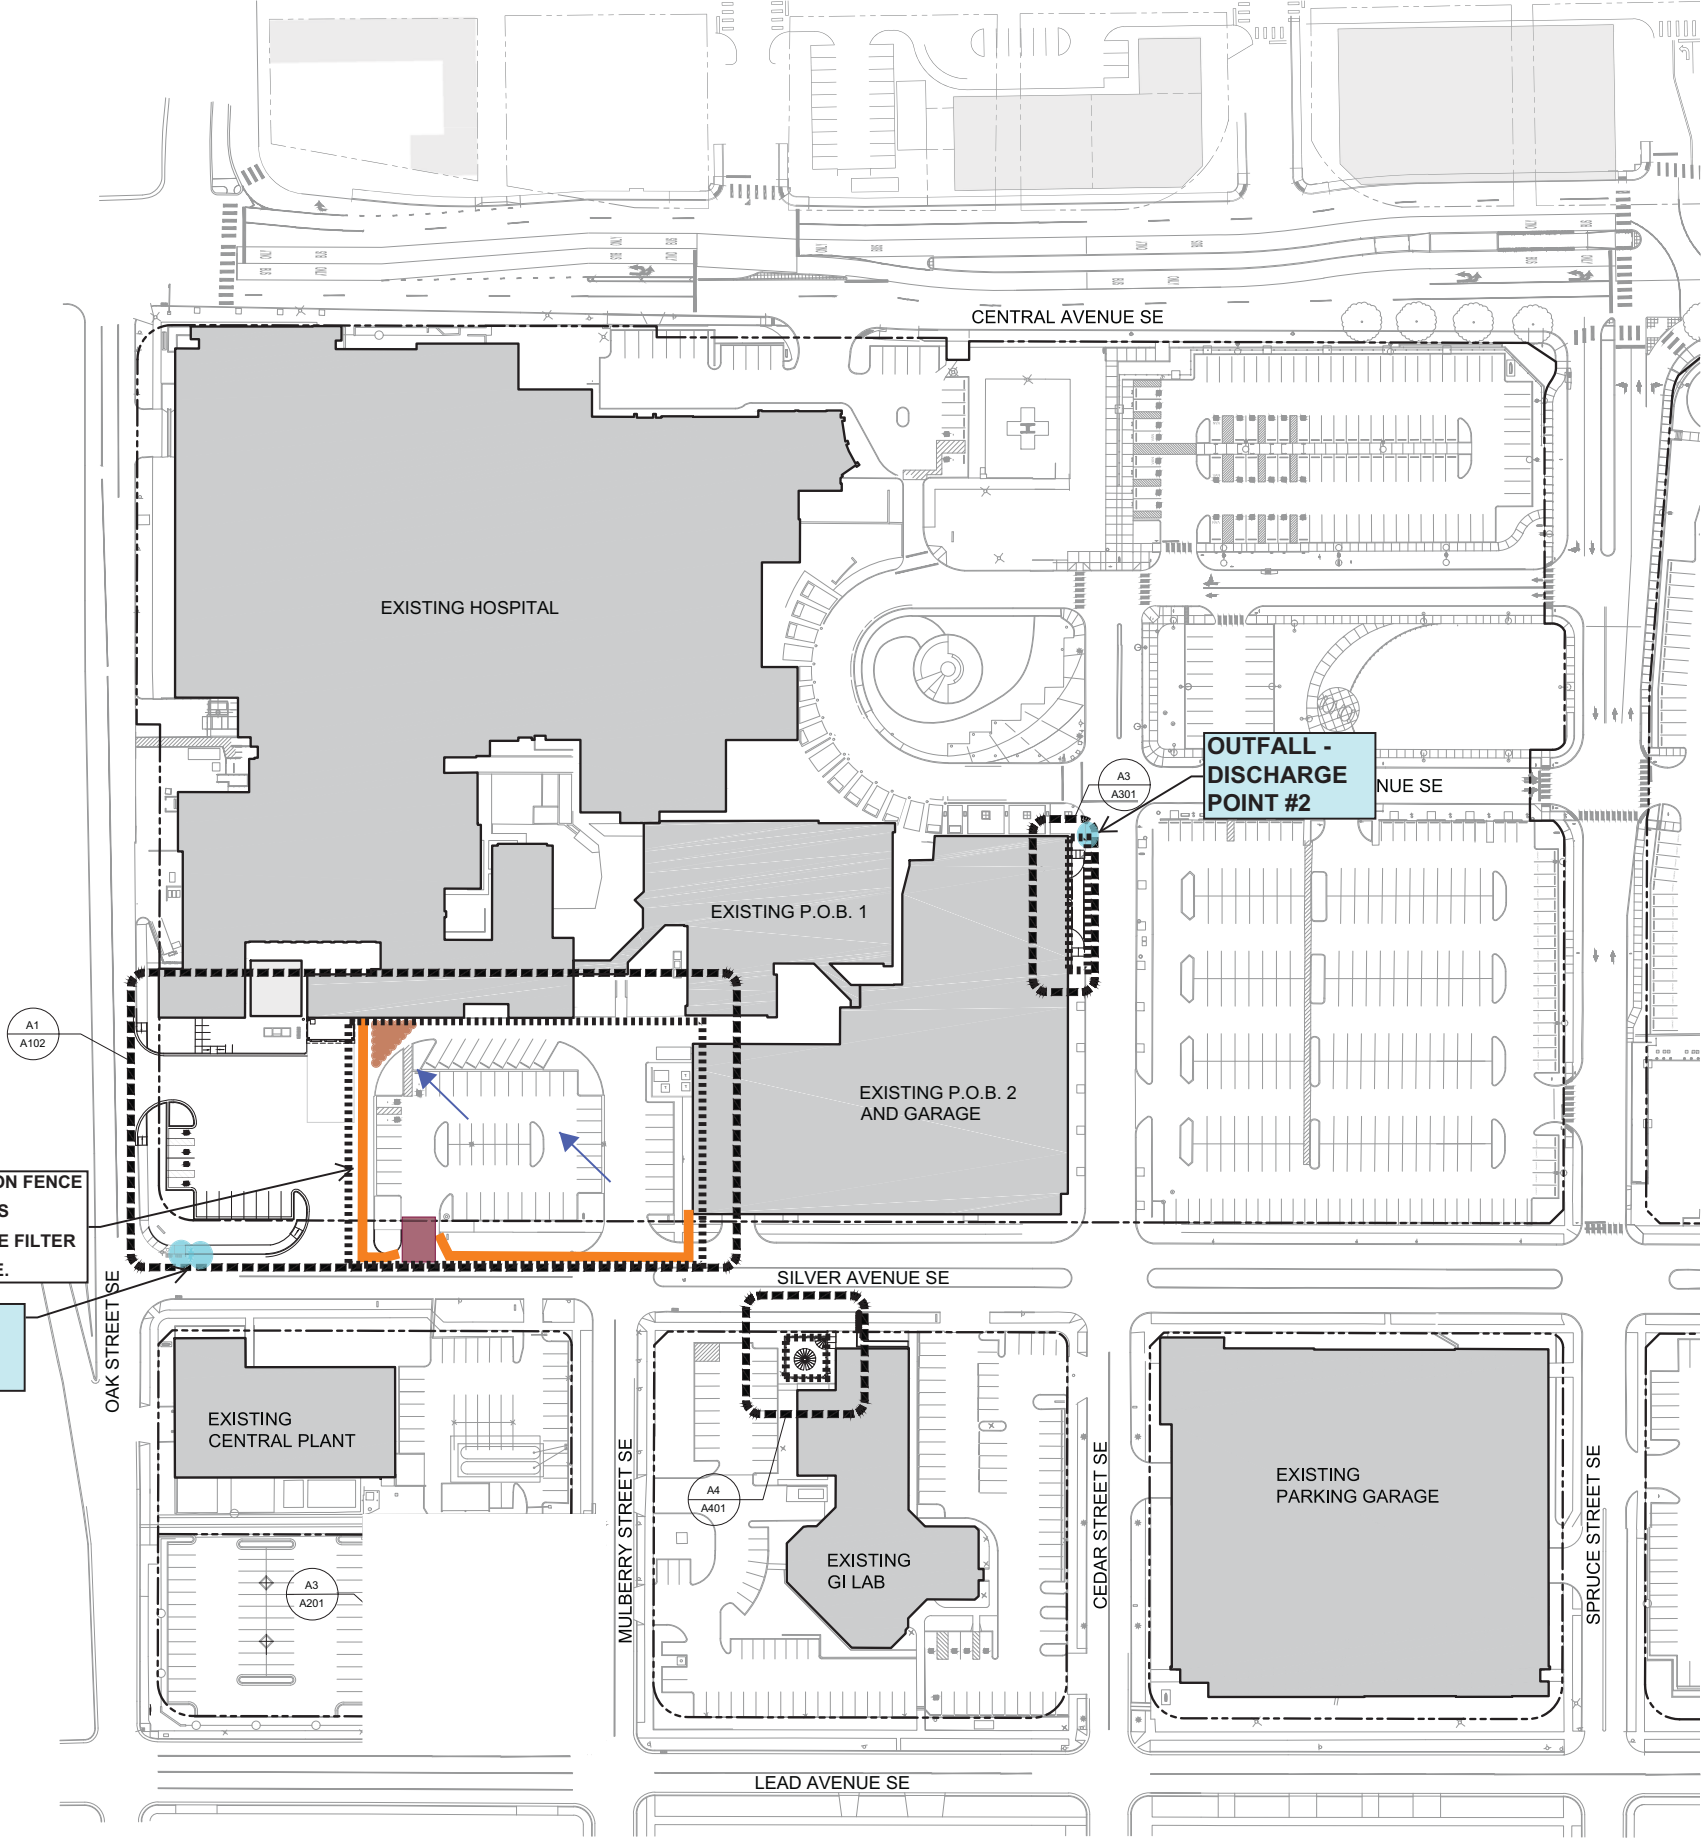 CENTRAL AVENUE SE
EXISTING HOSPITAL
OUTFALL -
DISCHARGE
POINT #2
NUE SE
A3
A301
EXISTING P.O.B. 1
A1
A102
EXISTING P.O.B. 2
AND GARAGE
ON FENCE
S
E FILTER
E.
SILVER AVENUE SE
OAK STREET SE
EXISTING
CENTRAL PLANT
MULBERRY STREET SE
A4
A401
CEDAR STREET SE
EXISTING
PARKING GARAGE
SPRUCE STREET SE
EXISTING
GI LAB
A3
A201
LEAD AVENUE SE